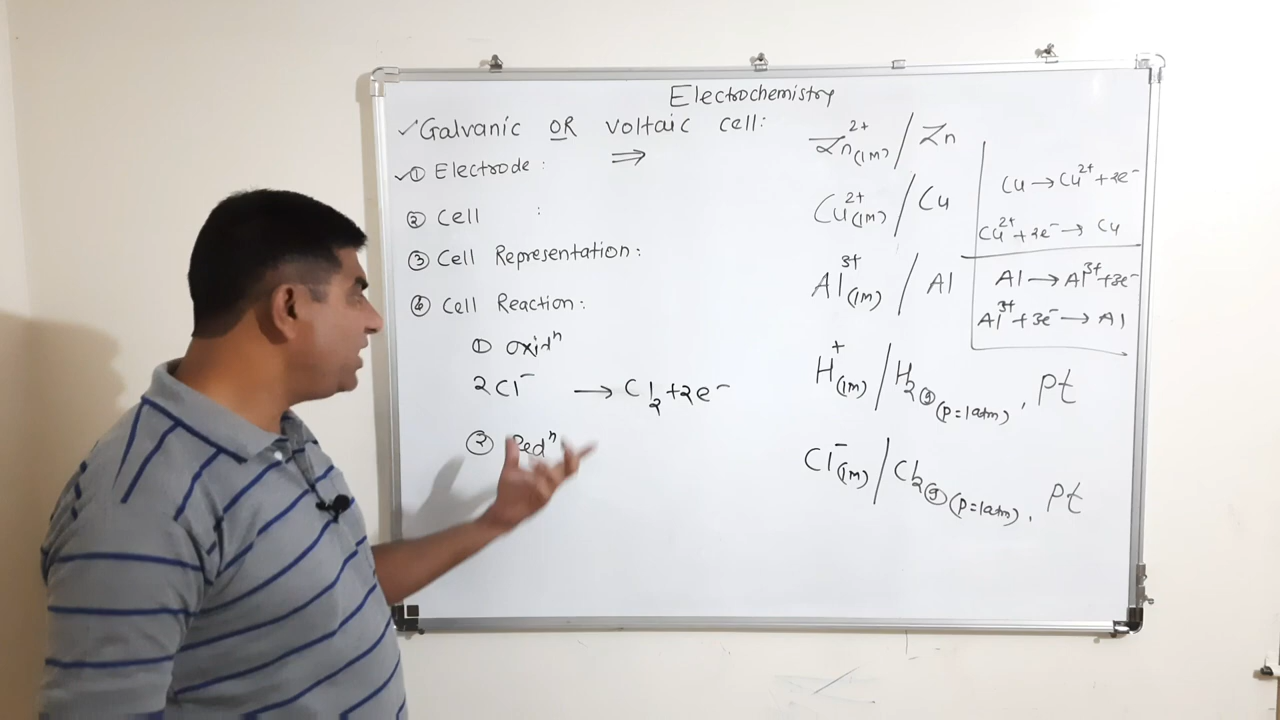 Electrochemistry
✓Galvanic OR voltaic cell:
⇒
✓① Electrode :
② Cell :
③ Cell Representation:
④ Cell Reaction:
① Oxidⁿ
2Cl⁻ → Cl₂+2e⁻
② Redⁿ
Zn²⁺(1M) / Zn
Cu²⁺(1M) / Cu
Al³⁺(1M) / Al
H⁺(1M) / H₂(g)(P=1atm), Pt
Cl⁻(1M) / Cl₂(g)(P=1atm), Pt
Cu → Cu²⁺+2e⁻
Cu²⁺+2e⁻ → Cu
Al → Al³⁺+3e⁻
Al³⁺+3e⁻ → Al